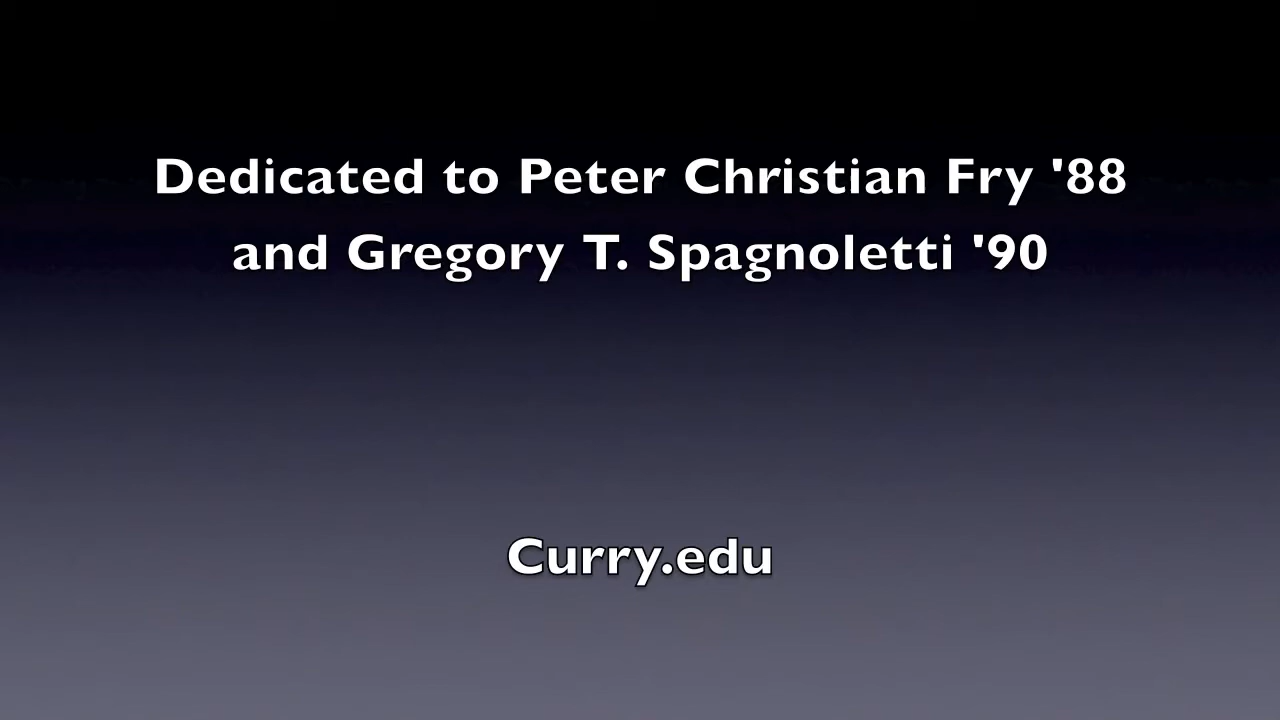 Dedicated to Peter Christian Fry '88
and Gregory T. Spagnoletti '90
Curry.edu